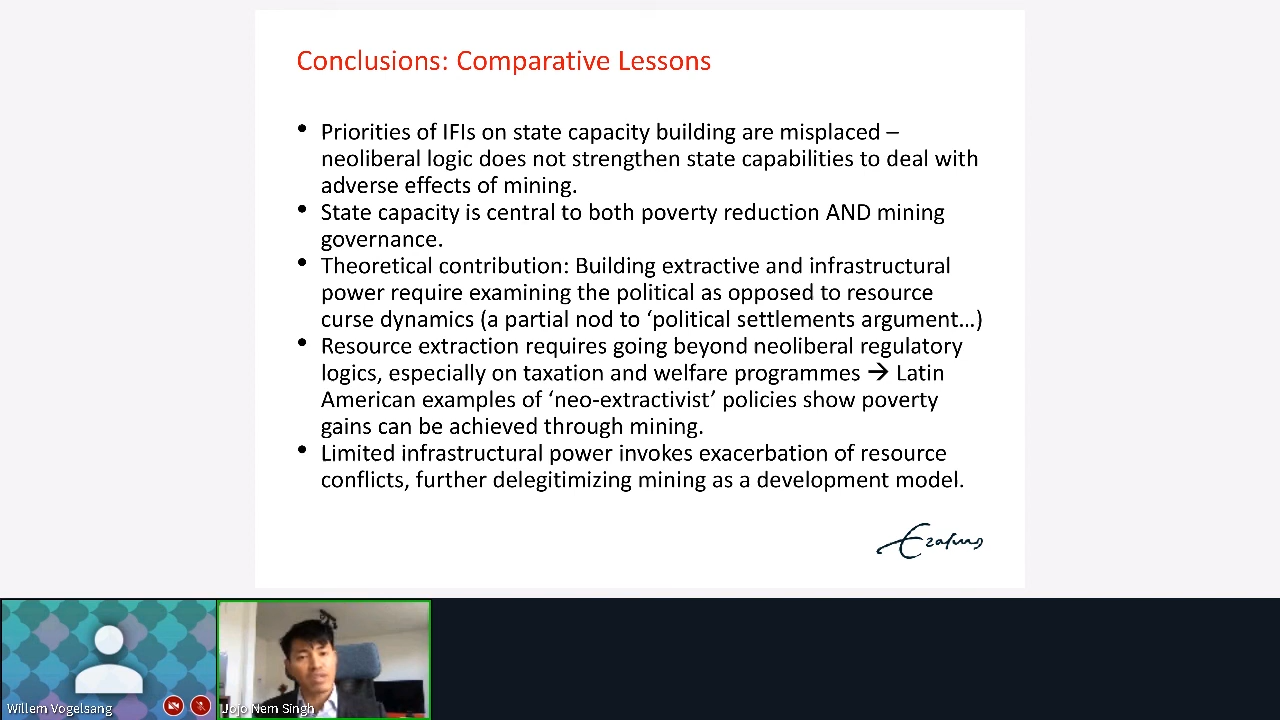 Conclusions: Comparative Lessons
• Priorities of IFIs on state capacity building are misplaced –
neoliberal logic does not strengthen state capabilities to deal with
adverse effects of mining.
• State capacity is central to both poverty reduction AND mining
governance.
• Theoretical contribution: Building extractive and infrastructural
power require examining the political as opposed to resource
curse dynamics (a partial nod to ‘political settlements argument…)
• Resource extraction requires going beyond neoliberal regulatory
logics, especially on taxation and welfare programmes → Latin
American examples of ‘neo-extractivist’ policies show poverty
gains can be achieved through mining.
• Limited infrastructural power invokes exacerbation of resource
conflicts, further delegitimizing mining as a development model.
Erasmus
Willem Vogelsang
Jojo Nem Singh